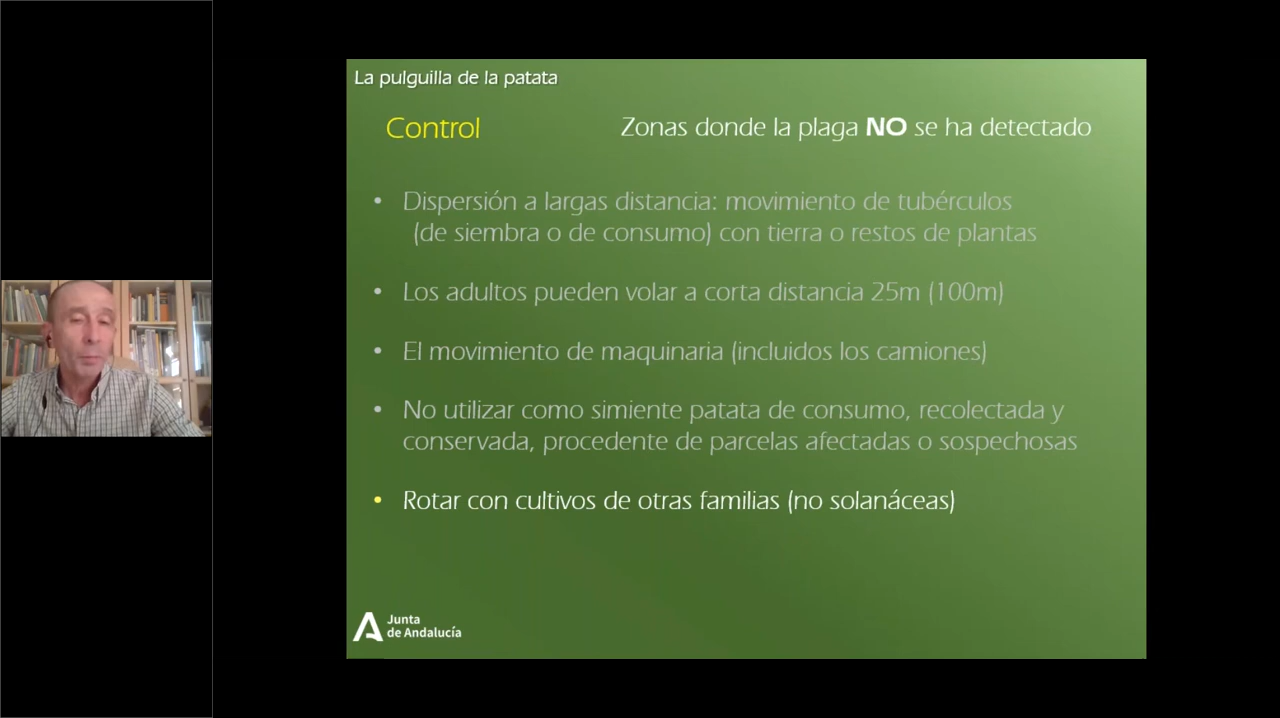 La pulguilla de la patata
Control
Zonas donde la plaga NO se ha detectado
• Dispersión a largas distancia: movimiento de tubérculos
(de siembra o de consumo) con tierra o restos de plantas
• Los adultos pueden volar a corta distancia 25m (100m)
• El movimiento de maquinaria (incluidos los camiones)
• No utilizar como simiente patata de consumo, recolectada y
conservada, procedente de parcelas afectadas o sospechosas
• Rotar con cultivos de otras familias (no solanáceas)
Junta
de Andalucía